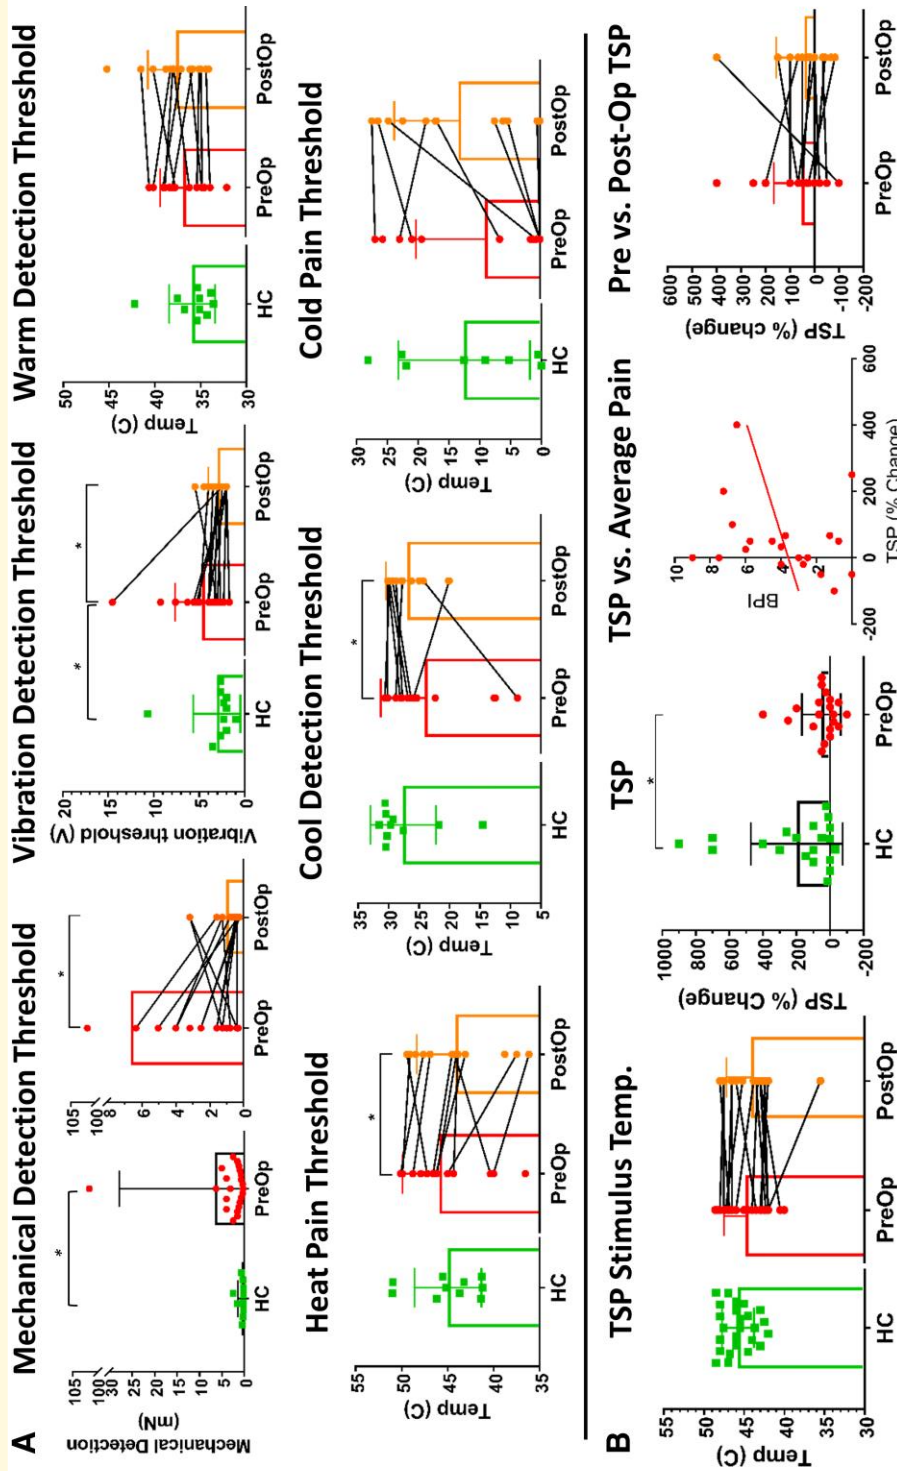 A
Mechanical Detection Threshold
Mechanical Detection
(mN)
105
100
30
25
20
15
10
5
0
HC
PreOp
*
105
100
8
6
4
2
0
PreOp
PostOp
*
Vibration Detection Threshold
Vibration threshold (V)
20
15
10
5
0
HC
PreOp
PostOp
*
*
Warm Detection Threshold
Temp (C)
50
45
40
35
30
HC
PreOp
PostOp
Heat Pain Threshold
Temp (C)
55
50
45
40
35
HC
PreOp
PostOp
*
Cool Detection Threshold
Temp (C)
35
30
25
20
15
10
5
HC
PreOp
PostOp
*
Cold Pain Threshold
Temp (C)
30
25
20
15
10
5
0
HC
PreOp
PostOp
B
TSP Stimulus Temp.
Temp (C)
55
50
45
40
35
30
HC
PreOp
PostOp
TSP
TSP (% Change)
1000
800
600
400
200
0
-200
HC
PreOp
*
TSP vs. Average Pain
BPI
10
8
6
4
2
-200
0
200
400
600
TSP (% Change)
Pre vs. Post-Op TSP
TSP (% change)
600
500
400
300
200
100
0
-100
-200
PreOp
PostOp